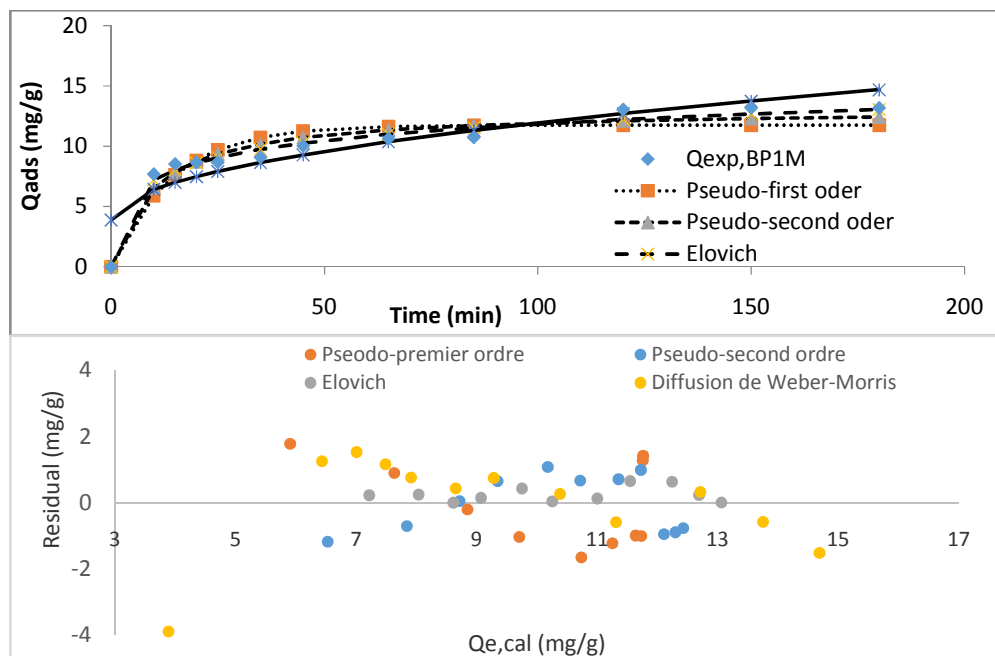 20
15
10
5
0
Qads (mg/g)
Qexp,BP1M
Pseudo-first oder
Pseudo-second oder
Elovich
0 50 100 150 200
Time (min)
Pseodo-premier ordre Pseudo-second ordre
Elovich Diffusion de Weber-Morris
4
2
0
-2
-4
Residual (mg/g)
3 5 7 9 11 13 15 17
Qe,cal (mg/g)